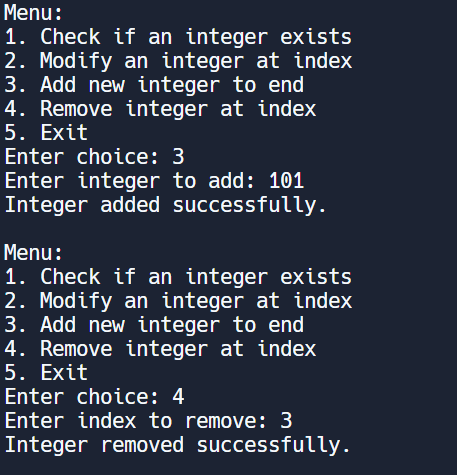 Menu:
1. Check if an integer exists
2. Modify an integer at index
3. Add new integer to end
4. Remove integer at index
5. Exit
Enter choice: 3
Enter integer to add: 101
Integer added successfully.
Menu:
1. Check if an integer exists
2. Modify an integer at index
3. Add new integer to end
4. Remove integer at index
5. Exit
Enter choice: 4
Enter index to remove: 3
Integer removed successfully.